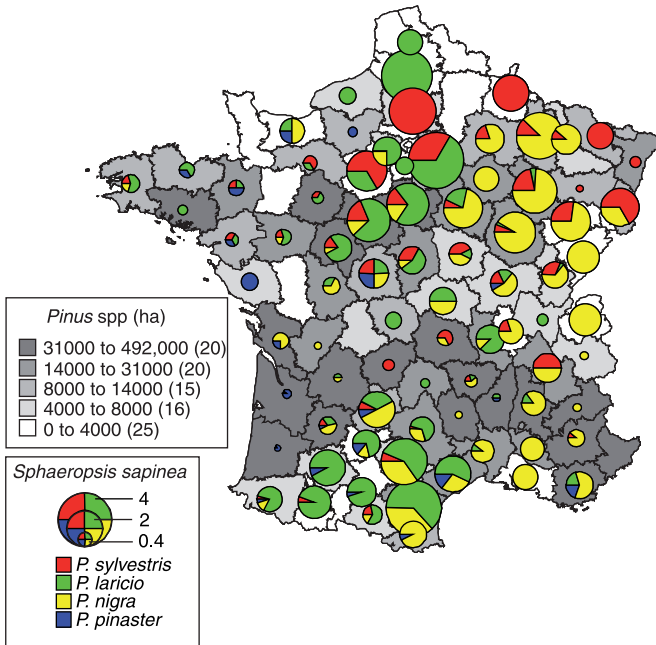 Pinus spp (ha)
31000 to 492,000 (20)
14000 to 31000 (20)
8000 to 14000 (15)
4000 to 8000 (16)
0 to 4000 (25)
Sphaeropsis sapinea
4
2
0.4
P. sylvestris
P. laricio
P. nigra
P. pinaster